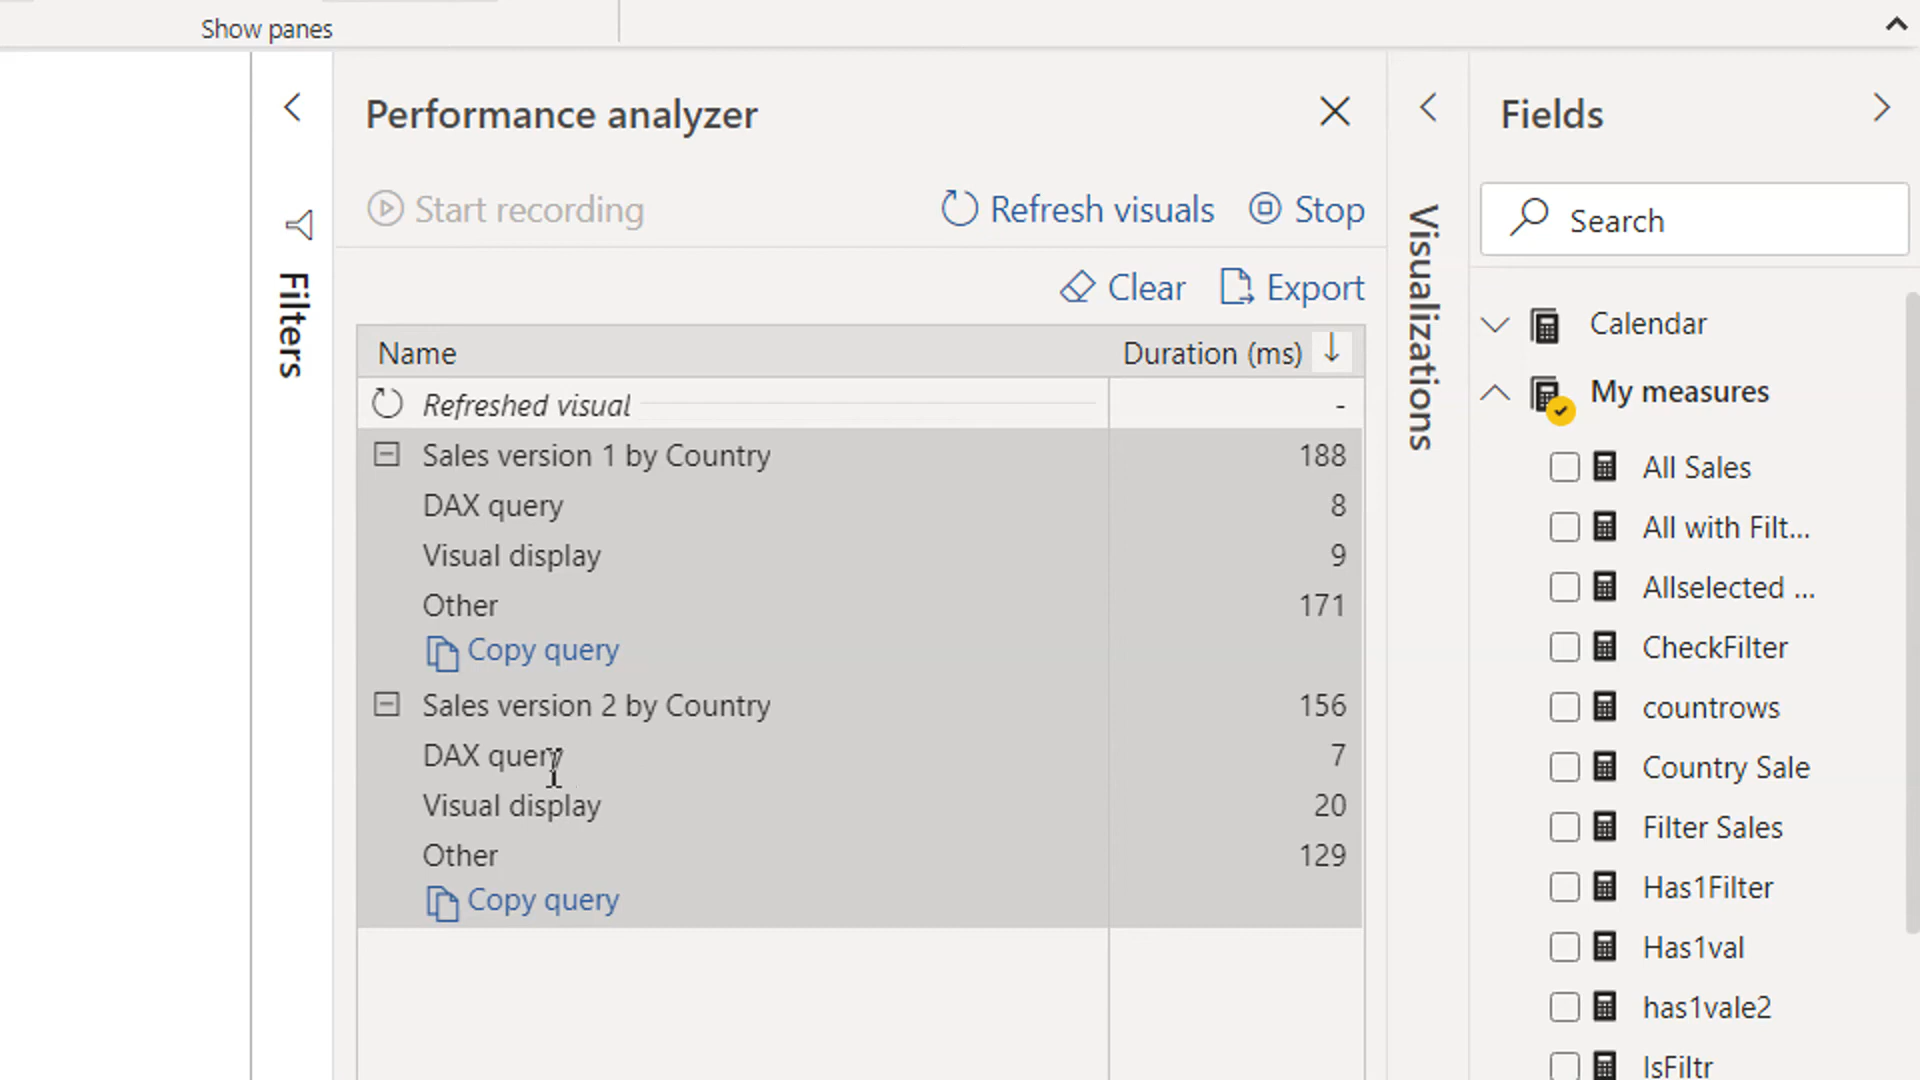 Show panes
Filters
Performance analyzer
Start recording
Refresh visuals
Stop
Clear
Export
Name Duration (ms)
Refreshed visual -
Sales version 1 by Country 188
DAX query 8
Visual display 9
Other 171
Copy query
Sales version 2 by Country 156
DAX query 7
Visual display 20
Other 129
Copy query
Visualizations
Fields
Search
Calendar
My measures
All Sales
All with Filt...
Allselected ...
CheckFilter
countrows
Country Sale
Filter Sales
Has1Filter
Has1val
has1vale2
IsFiltr